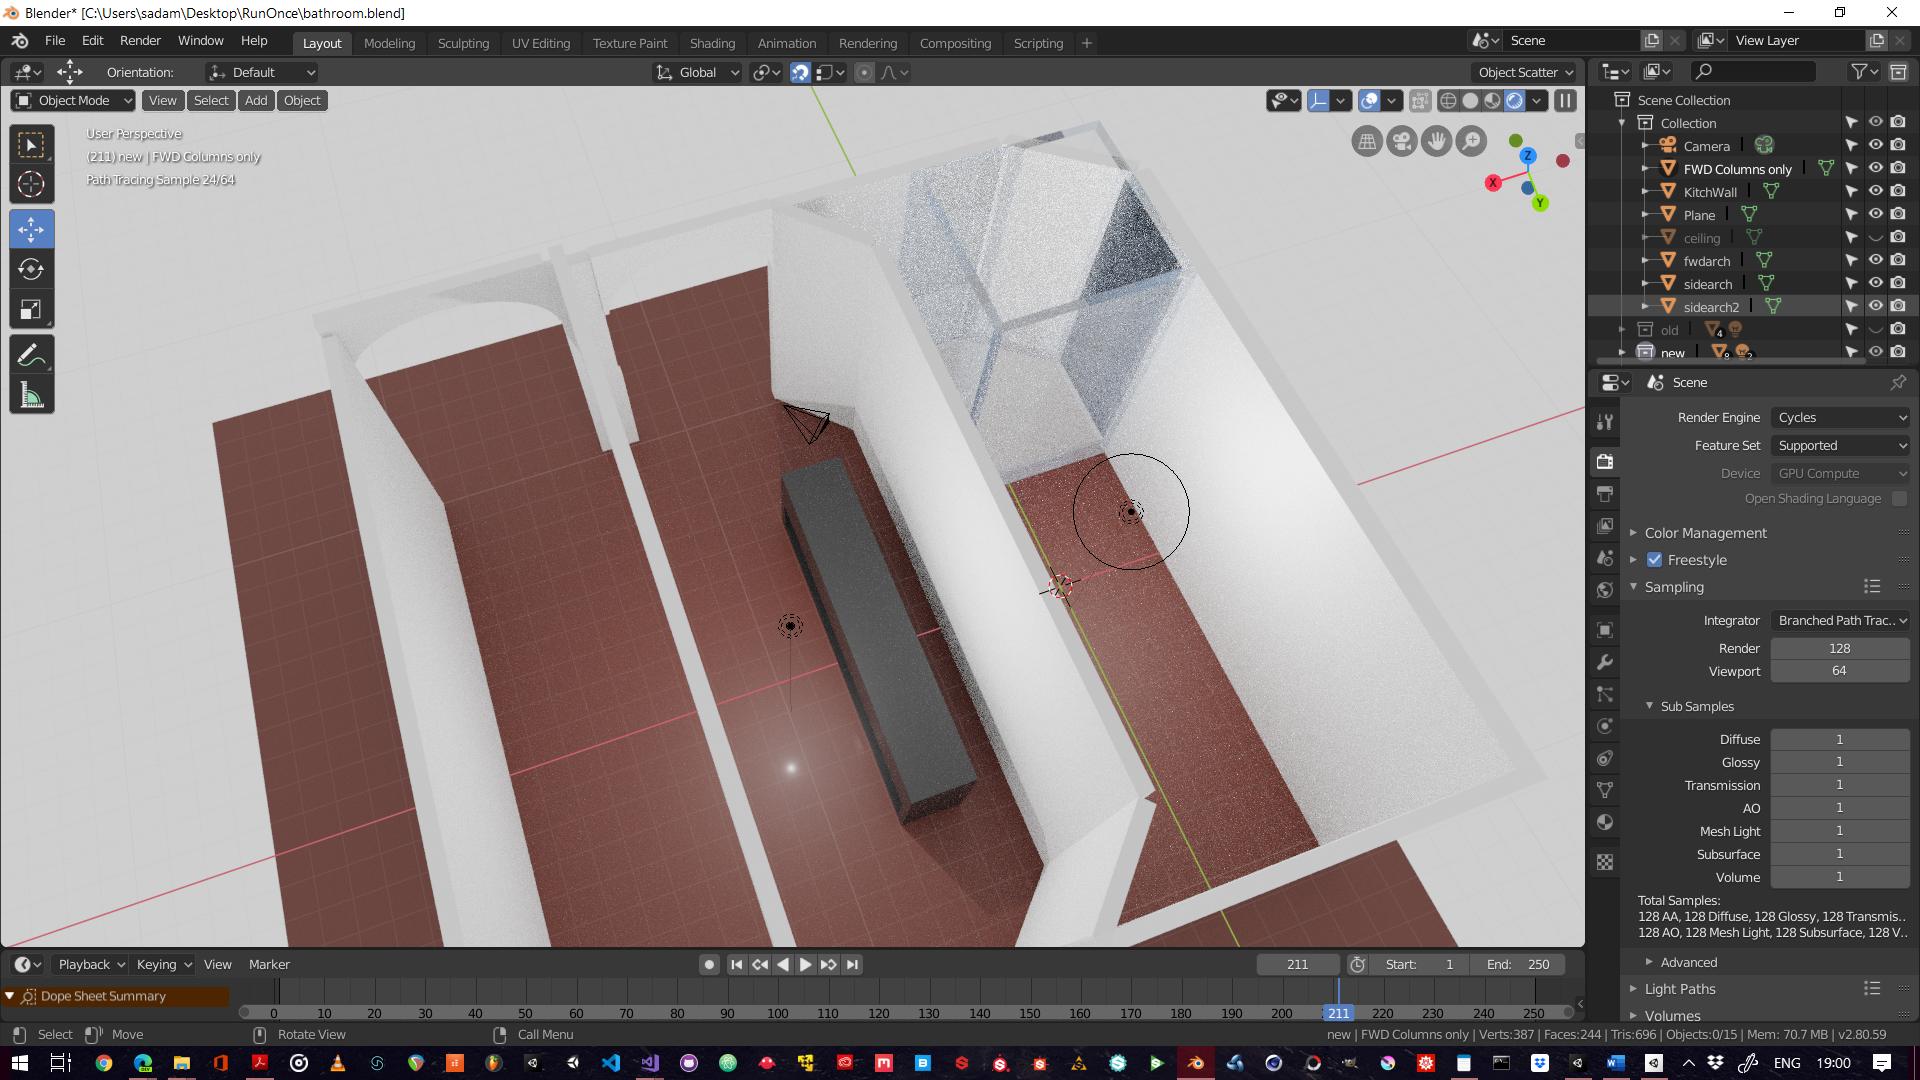 Blender* [C:\Users\sadam\Desktop\RunOnce\bathroom.blend]
File Edit Render Window Help Layout Modeling Sculpting UV Editing Texture Paint Shading Animation Rendering Compositing Scripting + Scene View Layer
Orientation: Default Global Object Scatter
Object Mode View Select Add Object
User Perspective
(211) new | FWD Columns only
Path Tracing Sample 24/64
Z
X
Y
Scene Collection
Collection
Camera
FWD Columns only
KitchWall
Plane
ceiling
fwdarch
sidearch
sidearch2
old 4
new
Scene
Render Engine Cycles
Feature Set Supported
Device GPU Compute
Open Shading Language
Color Management
Freestyle
Sampling
Integrator Branched Path Trac..
Render 128
Viewport 64
Sub Samples
Diffuse 1
Glossy 1
Transmission 1
AO 1
Mesh Light 1
Subsurface 1
Volume 1
Total Samples:
128 AA, 128 Diffuse, 128 Glossy, 128 Transmis..
128 AO, 128 Mesh Light, 128 Subsurface, 128 V..
Advanced
Light Paths
Volumes
Playback Keying View Marker 211 Start: 1 End: 250
Dope Sheet Summary
0 10 20 30 40 50 60 70 80 90 100 110 120 130 140 150 160 170 180 190 200 211 220 230 240 250
Select Move Rotate View Call Menu new | FWD Columns only | Verts:387 | Faces:244 | Tris:696 | Objects:0/15 | Mem: 70.7 MB | v2.80.59
ENG 19:00